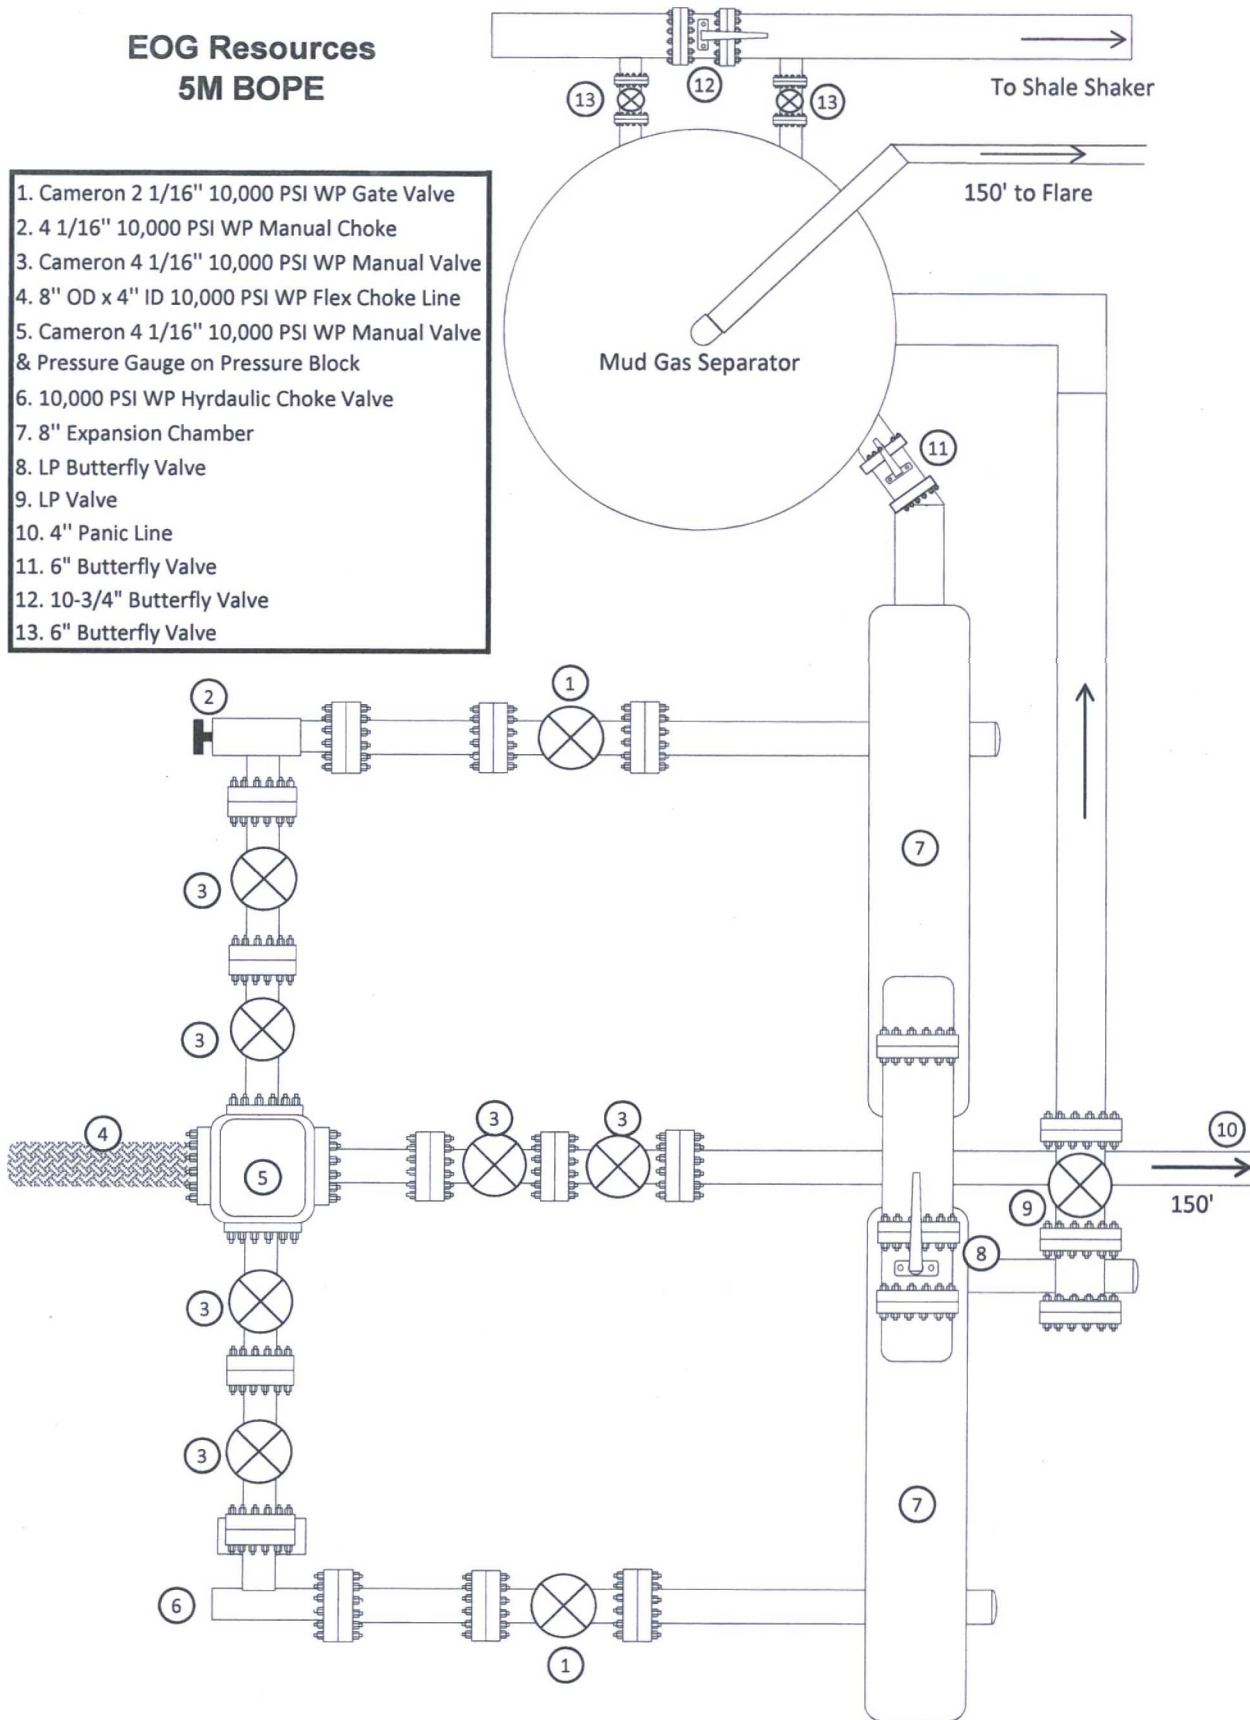 EOG Resources
5M BOPE
To Shale Shaker
12
13
13
150' to Flare
1. Cameron 2 1/16" 10,000 PSI WP Gate Valve
2. 4 1/16" 10,000 PSI WP Manual Choke
3. Cameron 4 1/16" 10,000 PSI WP Manual Valve
4. 8" OD x 4" ID 10,000 PSI WP Flex Choke Line
5. Cameron 4 1/16" 10,000 PSI WP Manual Valve
& Pressure Gauge on Pressure Block
6. 10,000 PSI WP Hyrdaulic Choke Valve
7. 8" Expansion Chamber
8. LP Butterfly Valve
9. LP Valve
10. 4" Panic Line
11. 6" Butterfly Valve
12. 10-3/4" Butterfly Valve
13. 6" Butterfly Valve
Mud Gas Separator
11
2
1
7
3
3
4
3
3
10
5
150'
9
8
3
3
7
6
1